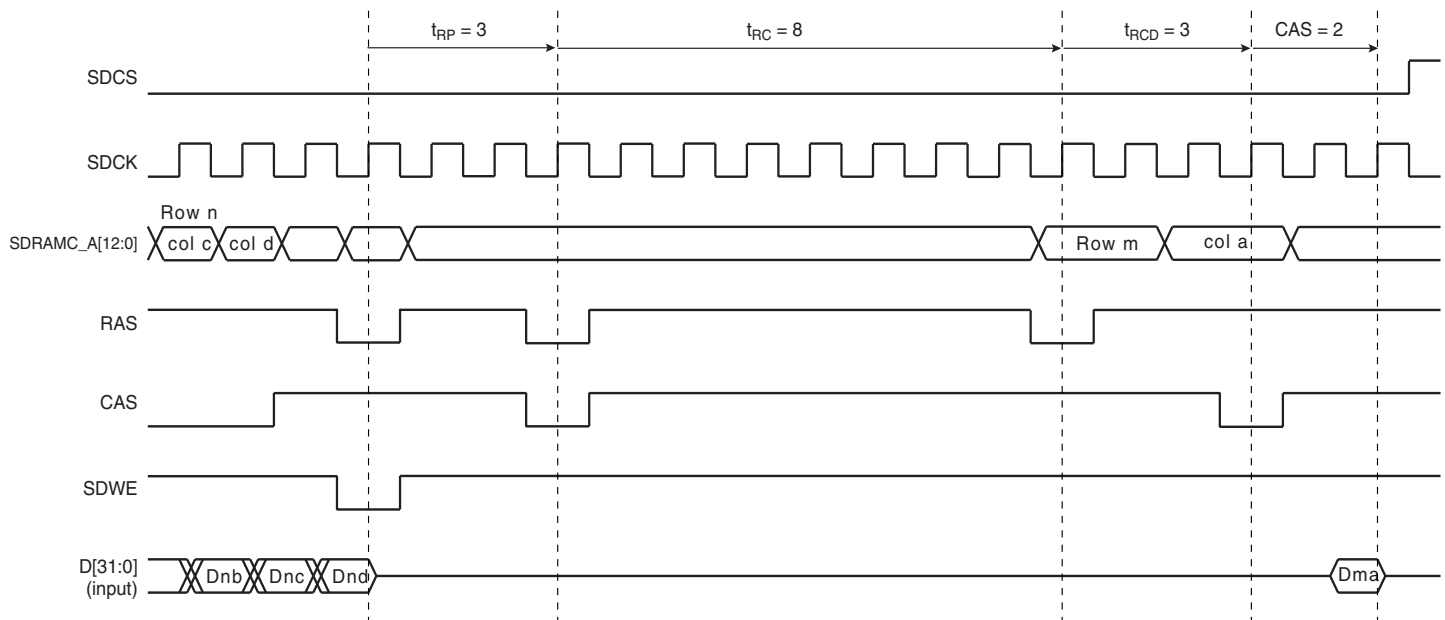 tRP = 3
tRC = 8
tRCD = 3
CAS = 2
SDCS
SDCK
Row n
SDRAMC_A[12:0]
col c
col d
Row m
col a
RAS
CAS
SDWE
D[31:0]
(input)
Dnb
Dnc
Dnd
Dma